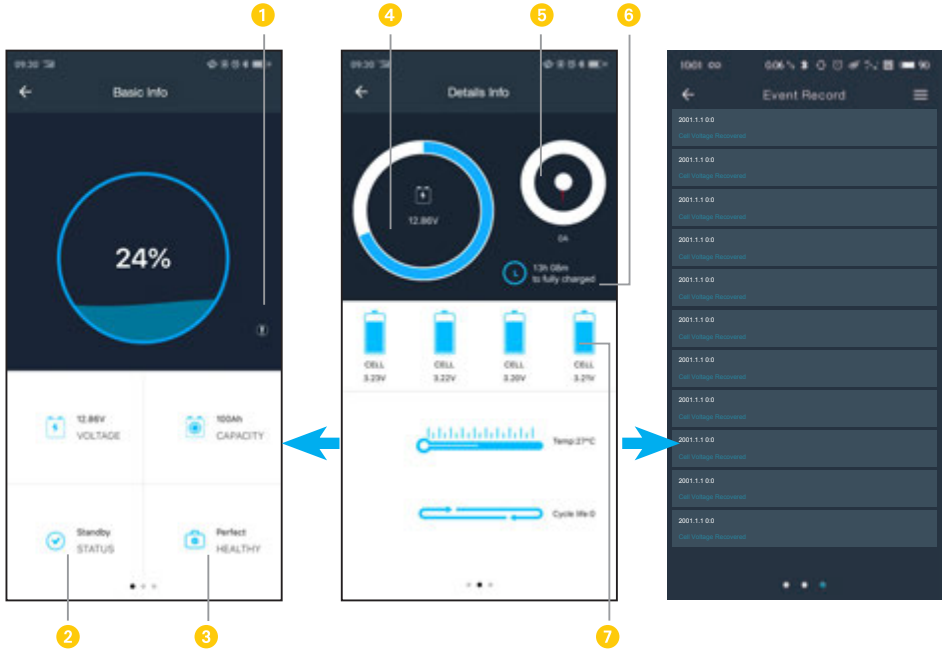 1
4
5
6
09:30
Basic Info
24%
12.86V
VOLTAGE
100Ah
CAPACITY
Standby
STATUS
Perfect
HEALTHY
2
3
09:30
Details Info
12.86V
0A
13h 08m
to fully charged
CELL
3.23V
CELL
3.22V
CELL
3.20V
CELL
3.21V
Temp:27°C
Cycle life:0
7
10:01
0.06
90
Event Record
2001.1.1 0:0
Cell Voltage Recovered
2001.1.1 0:0
Cell Voltage Recovered
2001.1.1 0:0
Cell Voltage Recovered
2001.1.1 0:0
Cell Voltage Recovered
2001.1.1 0:0
Cell Voltage Recovered
2001.1.1 0:0
Cell Voltage Recovered
2001.1.1 0:0
Cell Voltage Recovered
2001.1.1 0:0
Cell Voltage Recovered
2001.1.1 0:0
Cell Voltage Recovered
2001.1.1 0:0
Cell Voltage Recovered
2001.1.1 0:0
Cell Voltage Recovered